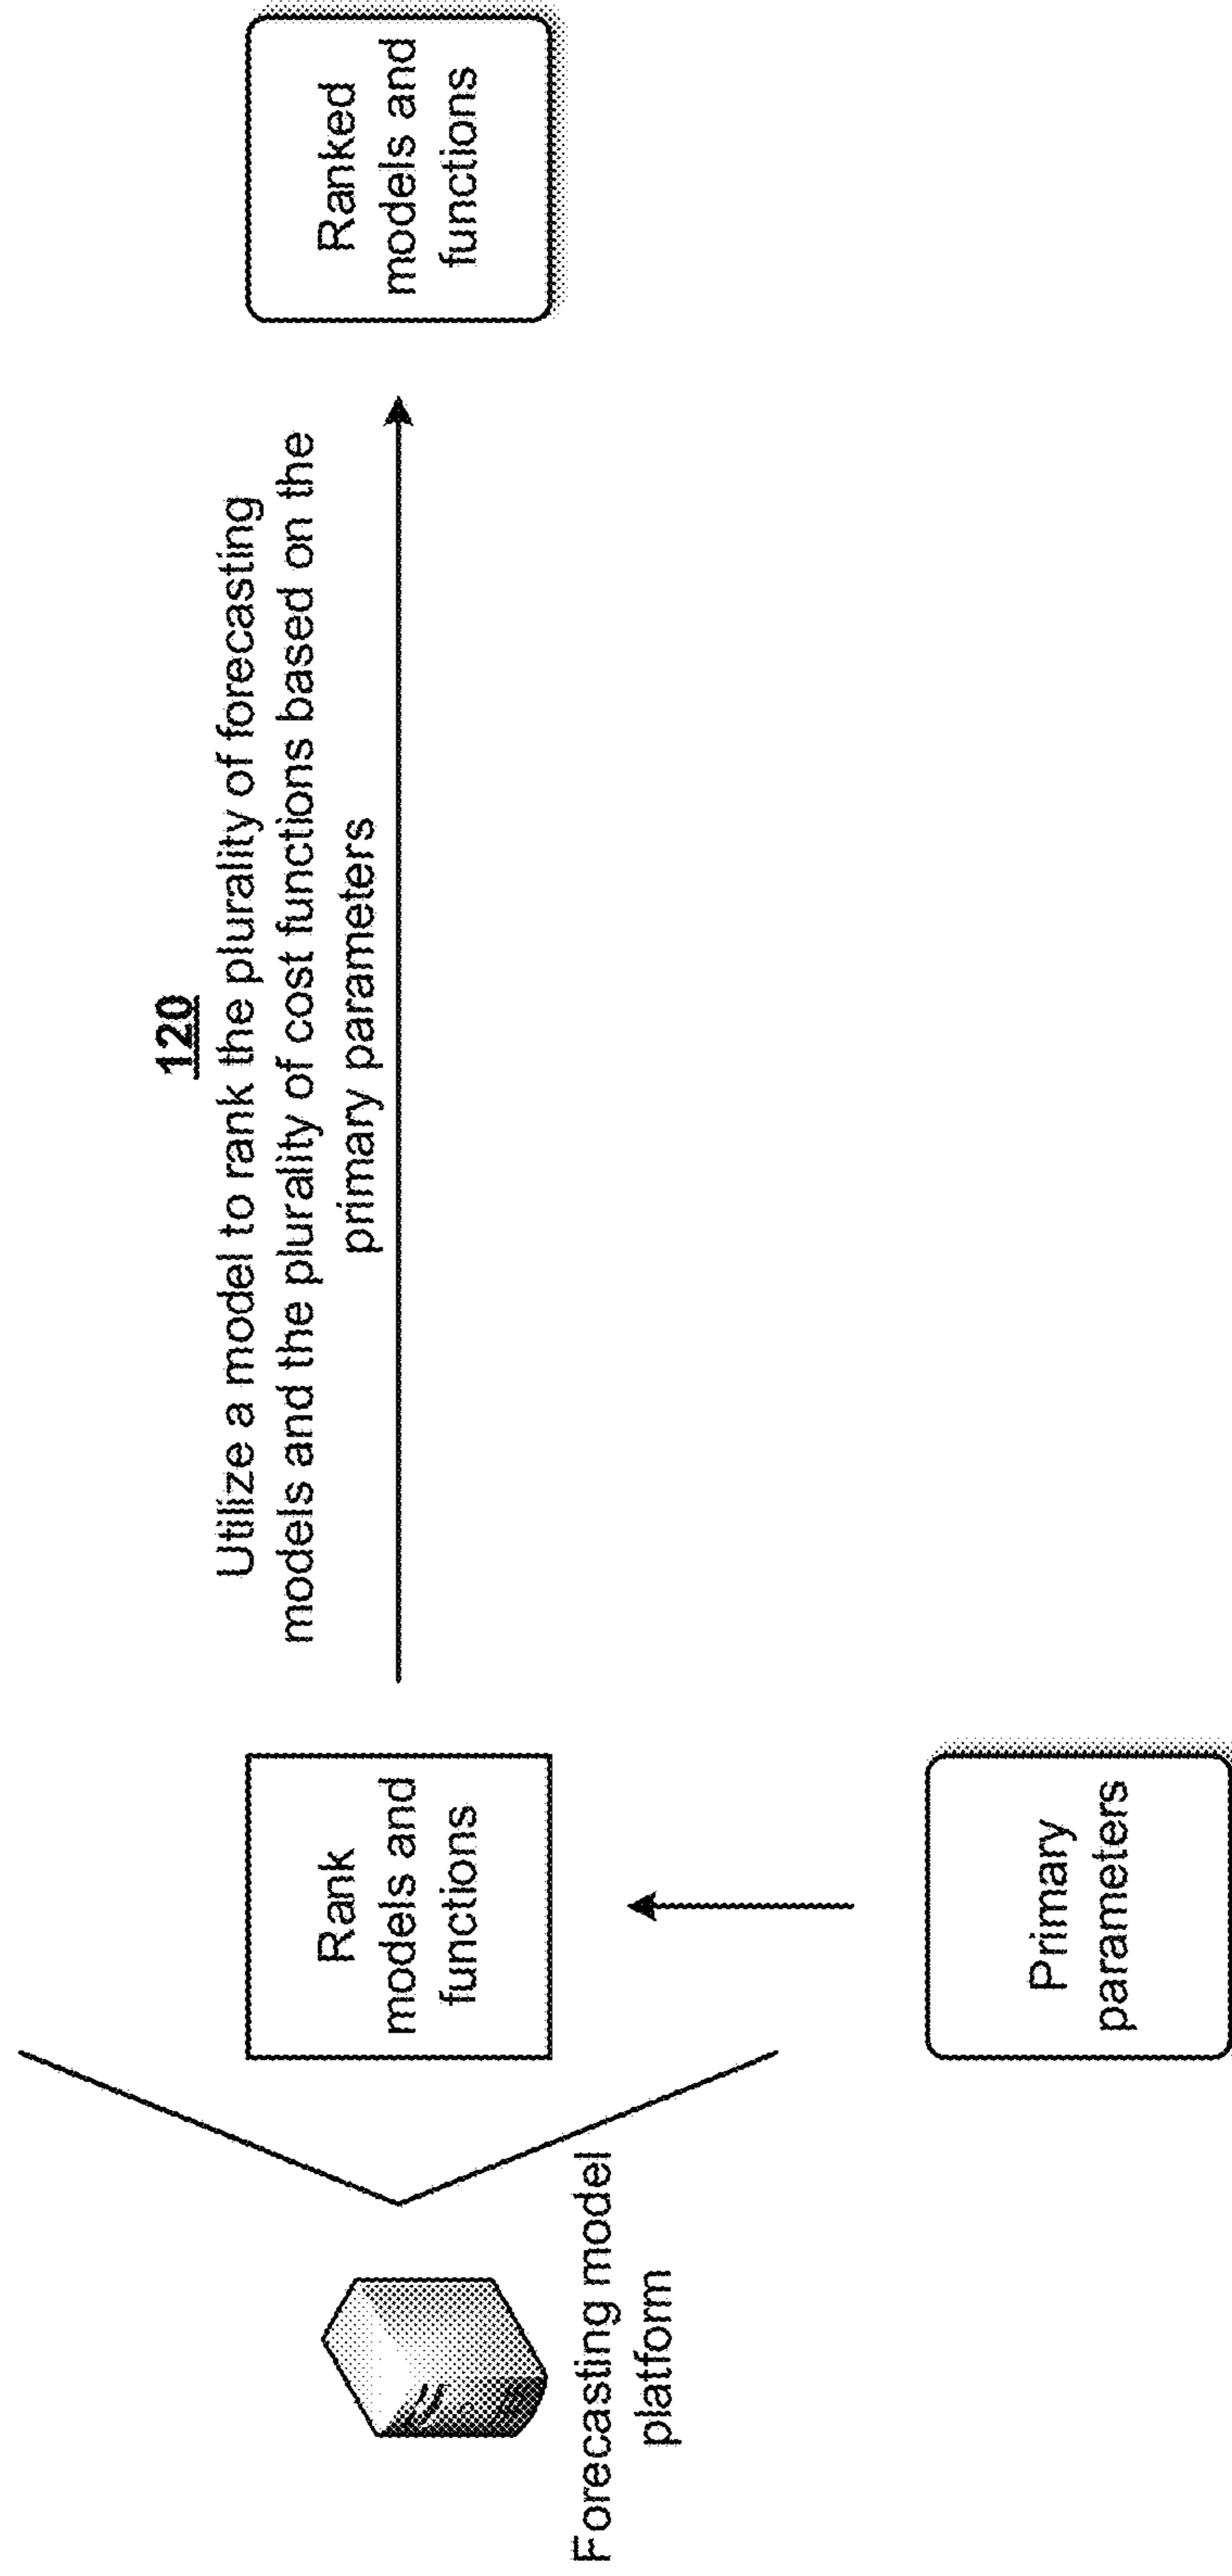 120
Utilize a model to rank the plurality of forecasting
models and the plurality of cost functions based on the
primary parameters
Forecasting model
platform
Rank
models and
functions
Ranked
models and
functions
Primary
parameters